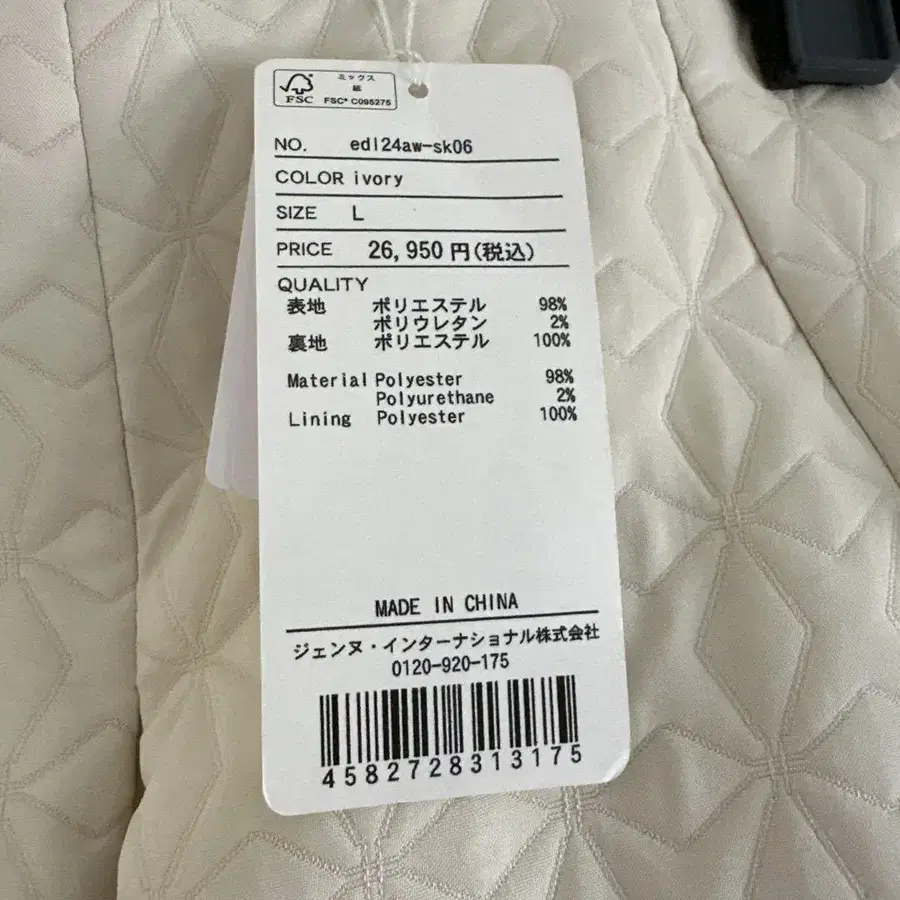 ミックス
紙
FSC
FSC® C095275
NO. edl24aw-sk06
COLOR ivory
SIZE L
PRICE 26,950円(税込)
QUALITY
表地 ポリエステル 98%
ポリウレタン 2%
裏地 ポリエステル 100%
Material Polyester 98%
Polyurethane 2%
Lining Polyester 100%
MADE IN CHINA
ジェンヌ・インターナショナル株式会社
0120-920-175
4582728313175